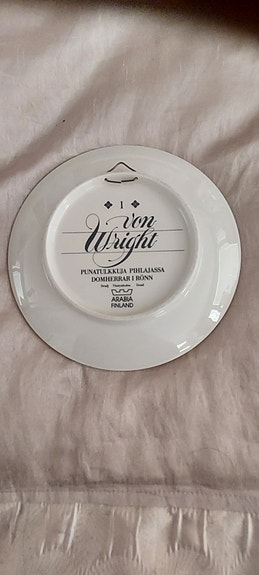 I
von
Wright
PUNATULKKUJA PIHLAJASSA
DOMHERRAR I RÖNN
ARABIA
FINLAND